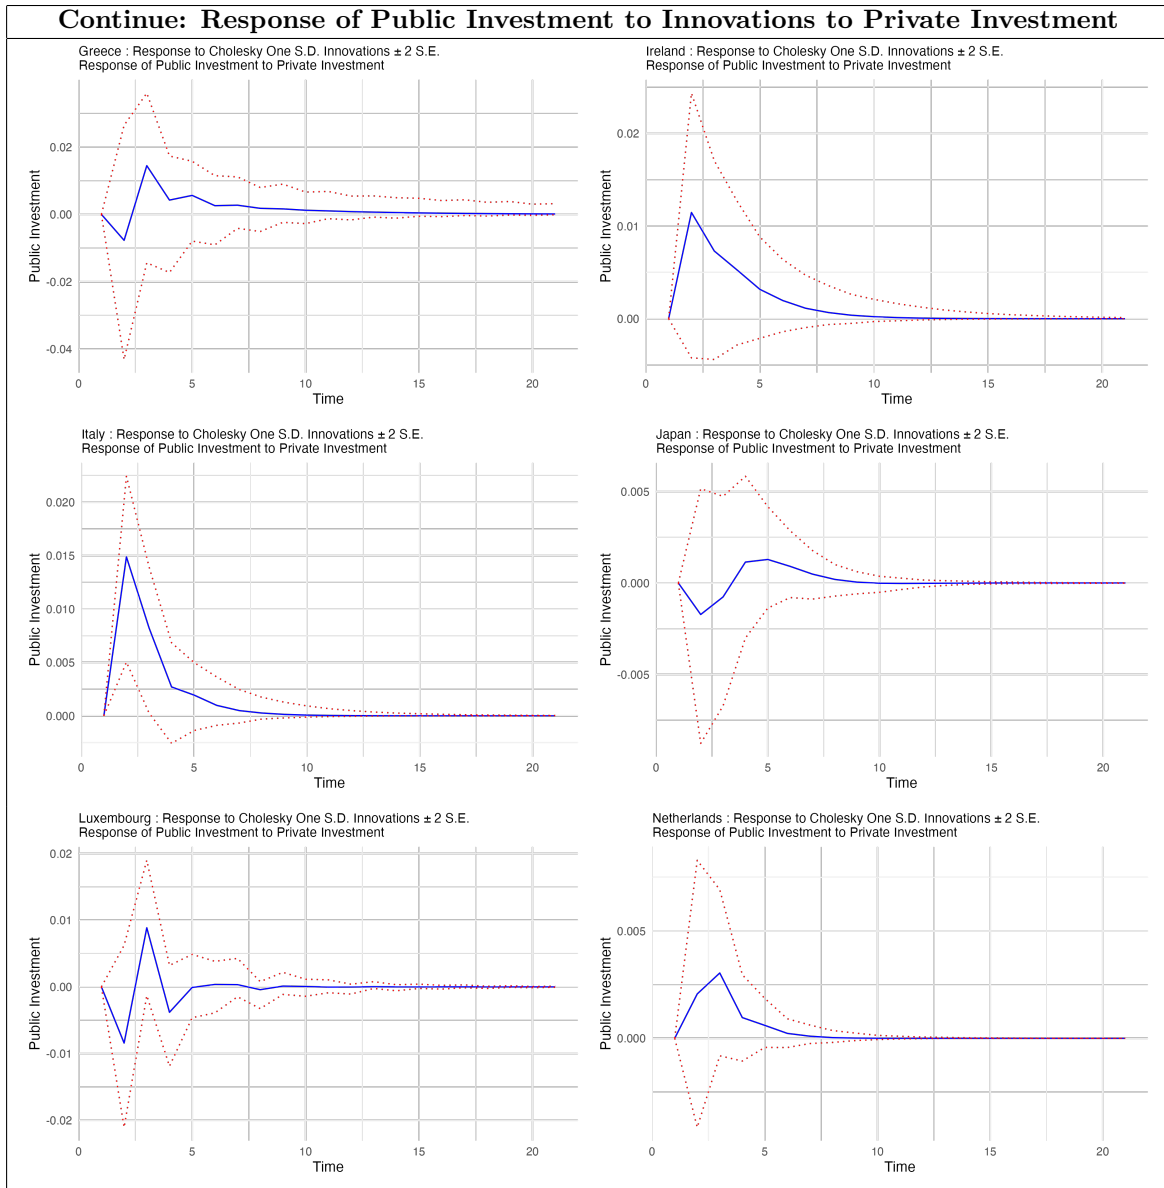 Continue: Response of Public Investment to Innovations to Private Investment
Greece : Response to Cholesky One S.D. Innovations ± 2 S.E.
Response of Public Investment to Private Investment
Public Investment
0.02
0.00
-0.02
-0.04
0 5 10 15 20
Time
Ireland : Response to Cholesky One S.D. Innovations ± 2 S.E.
Response of Public Investment to Private Investment
Public Investment
0.02
0.01
0.00
0 5 10 15 20
Time
Italy : Response to Cholesky One S.D. Innovations ± 2 S.E.
Response of Public Investment to Private Investment
Public Investment
0.020
0.015
0.010
0.005
0.000
0 5 10 15 20
Time
Japan : Response to Cholesky One S.D. Innovations ± 2 S.E.
Response of Public Investment to Private Investment
Public Investment
0.005
0.000
-0.005
0 5 10 15 20
Time
Luxembourg : Response to Cholesky One S.D. Innovations ± 2 S.E.
Response of Public Investment to Private Investment
Public Investment
0.02
0.01
0.00
-0.01
-0.02
0 5 10 15 20
Time
Netherlands : Response to Cholesky One S.D. Innovations ± 2 S.E.
Response of Public Investment to Private Investment
Public Investment
0.005
0.000
0 5 10 15 20
Time